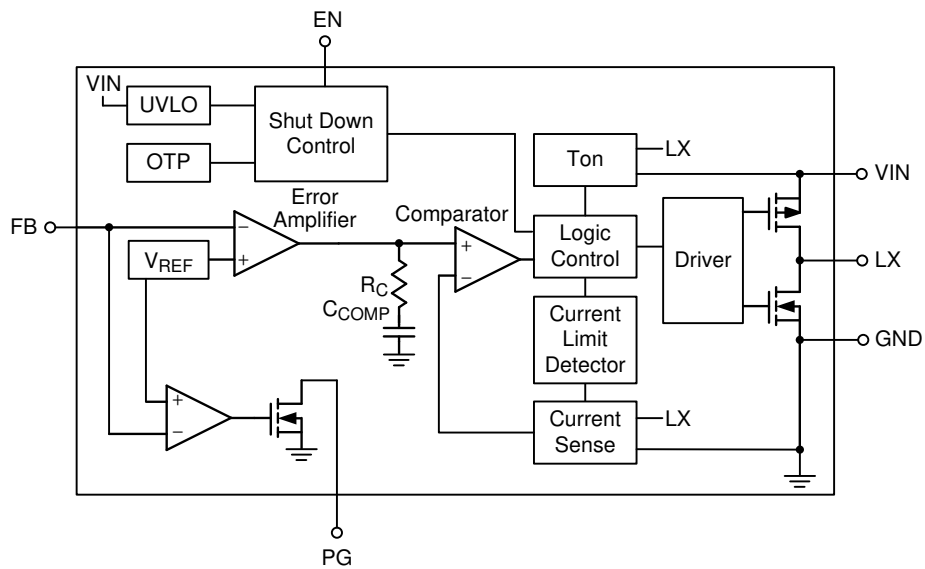 EN
VIN
UVLO
OTP
Shut Down
Control
Ton
LX
VIN
FB
Error
Amplifier
Comparator
−
+
VREF
+
−
Logic
Control
Driver
LX
RC
CCOMP
Current
Limit
Detector
GND
+
−
Current
Sense
LX
PG